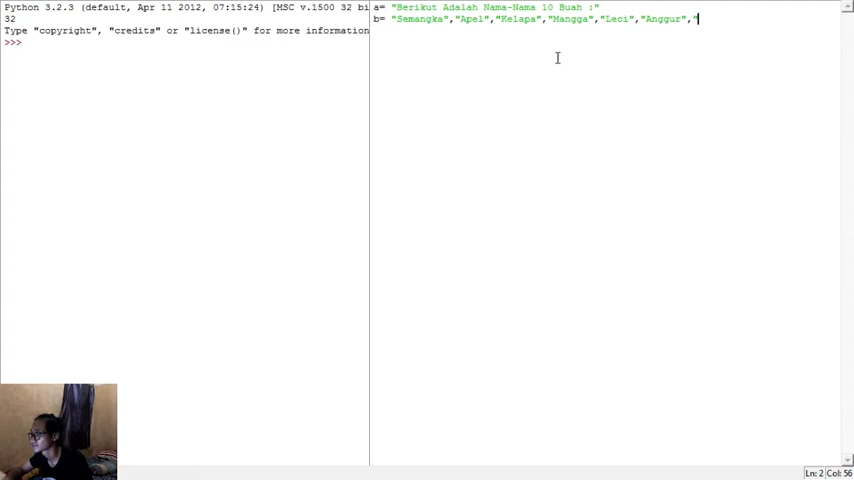 Python 3.2.3 (default, Apr 11 2012, 07:15:24) [MSC v.1500 32 bi
32
Type "copyright", "credits" or "license()" for more information
>>>
a= "Berikut Adalah Nama-Nama 10 Buah :"
b= "Semangka","Apel","Kelapa","Mangga","Leci","Anggur","
Ln: 2 Col: 56